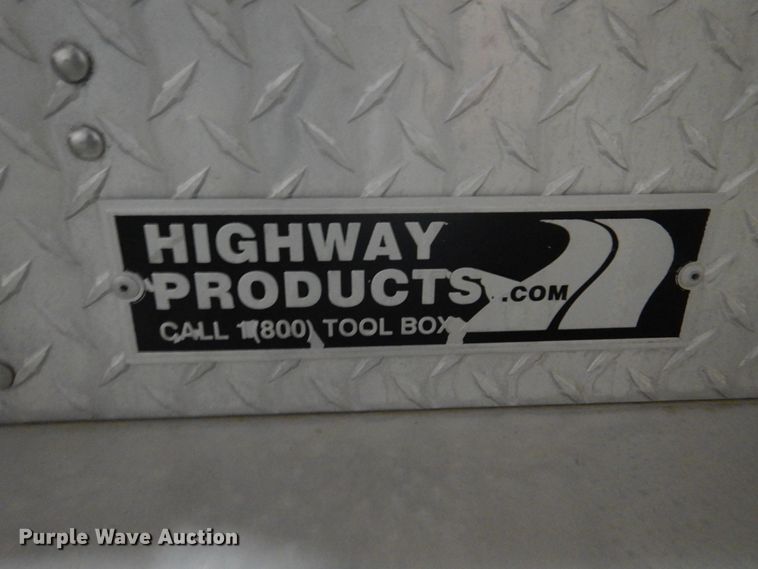 HIGHWAY
PRODUCTS .COM
CALL 1(800) TOOL BOX
Purple Wave Auction